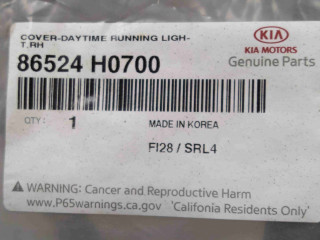 COVER-DAYTIME RUNNING LIGH-
T,RH
86524 H0700
KIA
KIA MOTORS
Genuine Parts
QTY: 1
MADE IN KOREA
FI28 / SRL4
WARNING: Cancer and Reproductive Harm
www.P65warnings.ca.gov 'Califonia Residents Only'